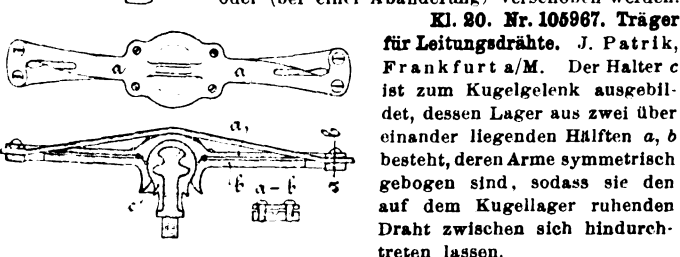 oder (bei einer Abänderung) verschoben werden.
Kl. 20. Nr. 105967. Träger
für Leitungsdrähte. J. Patrik,
Frankfurt a/M. Der Halter c
ist zum Kugelgelenk ausgebil-
det, dessen Lager aus zwei über
einander liegenden Hälften a, b
besteht, deren Arme symmetrisch
gebogen sind, sodass sie den
auf dem Kugellager ruhenden
Draht zwischen sich hindurch-
treten lassen.
a a
a, b
b a
c a-b